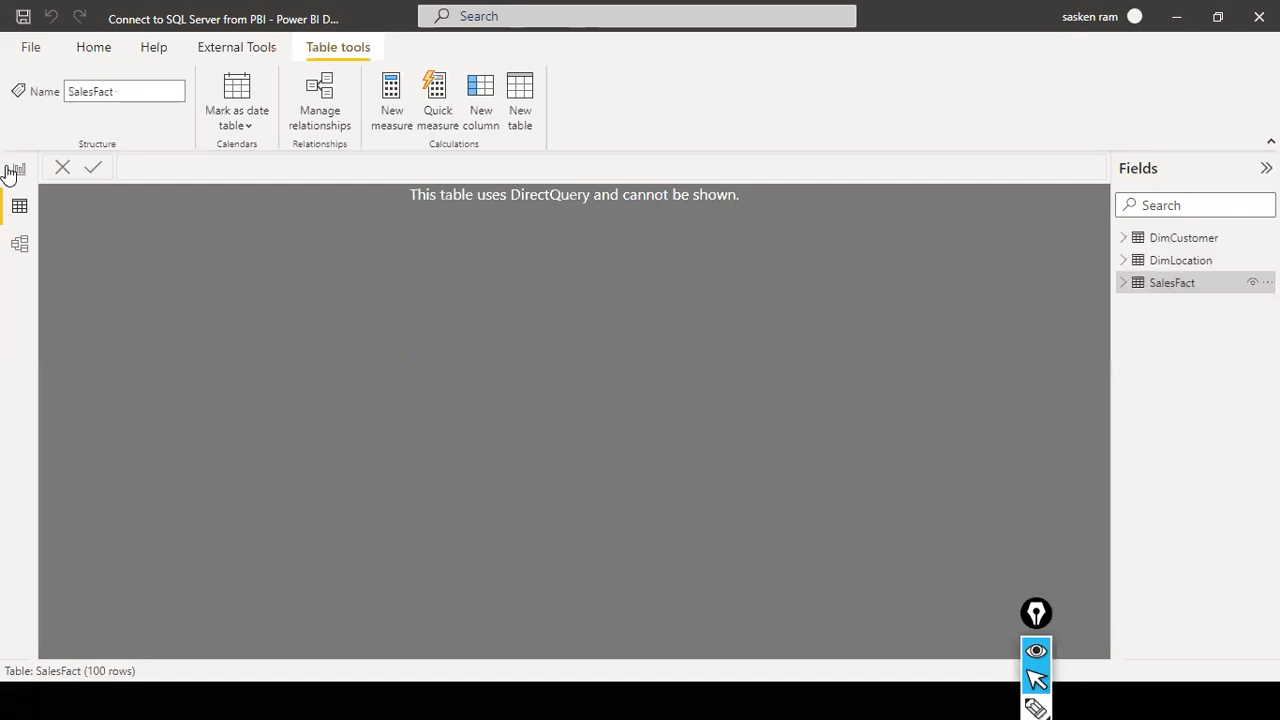 Connect to SQL Server from PBI - Power BI D...
Search
sasken ram
File
Home
Help
External Tools
Table tools
Name
SalesFact
Mark as date
table
Manage
relationships
New
measure
Quick
measure
New
column
New
table
Structure
Calendars
Relationships
Calculations
Fields
This table uses DirectQuery and cannot be shown.
Search
DimCustomer
DimLocation
SalesFact
Table: SalesFact (100 rows)